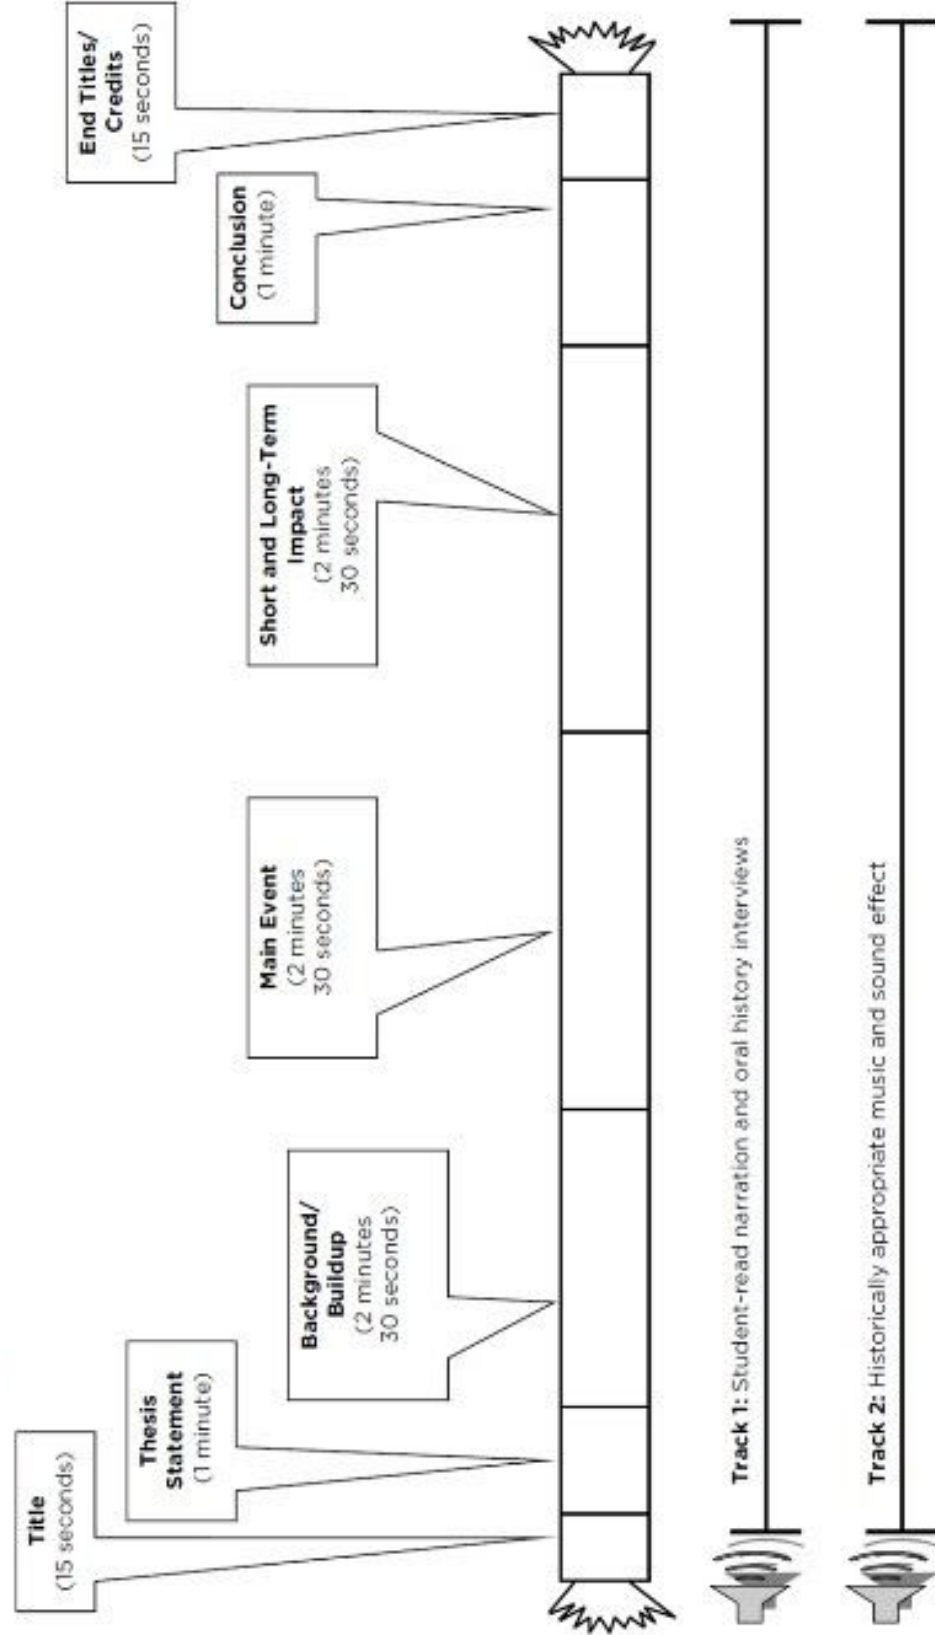 Title
(15 seconds)
Thesis
Statement
(1 minute)
Background/
Buildup
(2 minutes
30 seconds)
Main Event
(2 minutes
30 seconds)
Short and Long-Term
Impact
(2 minutes
30 seconds)
Conclusion
(1 minute)
End Titles/
Credits
(15 seconds)
Track 1: Student-read narration and oral history interviews
Track 2: Historically appropriate music and sound effect